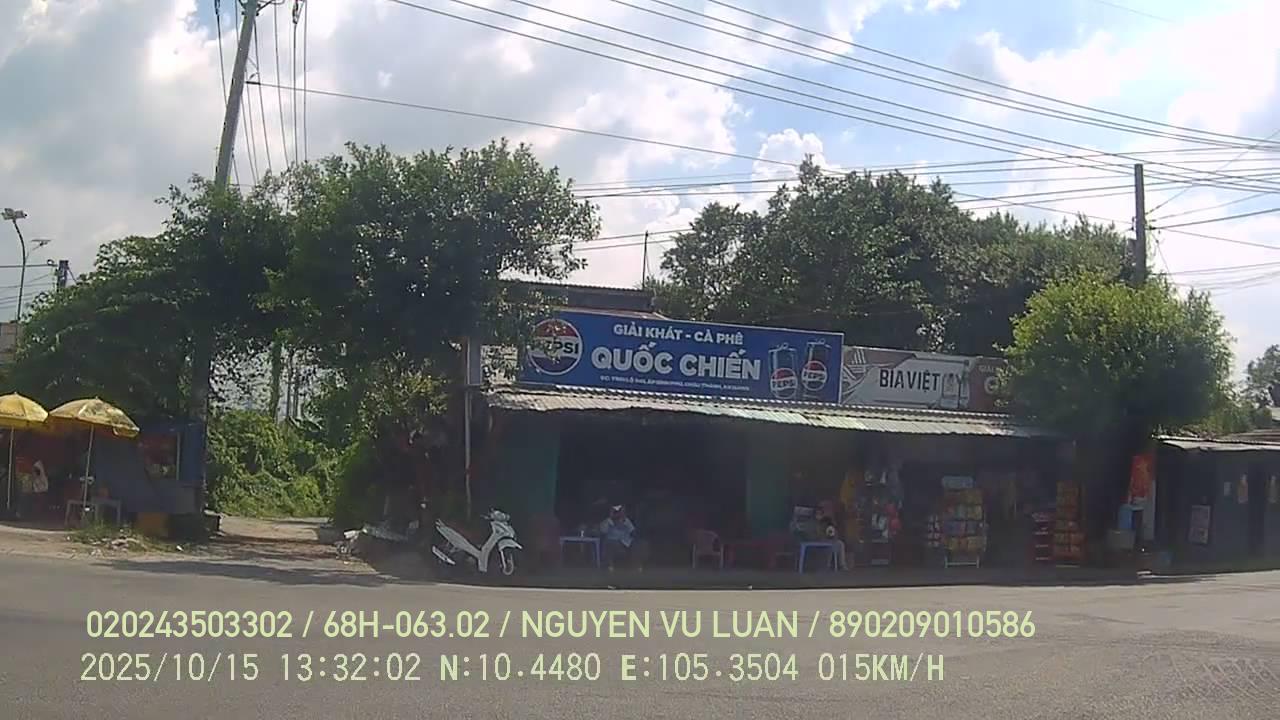 GIẢI KHÁT - CÀ PHÊ
PEPSI
QUỐC CHIẾN
PEPSI
PEPSI
BIA VIỆT
020243503302 / 68H-063.02 / NGUYEN VU LUAN / 890209010586
2025/10/15 13:32:02 N:10.4480 E:105.3504 015KM/H